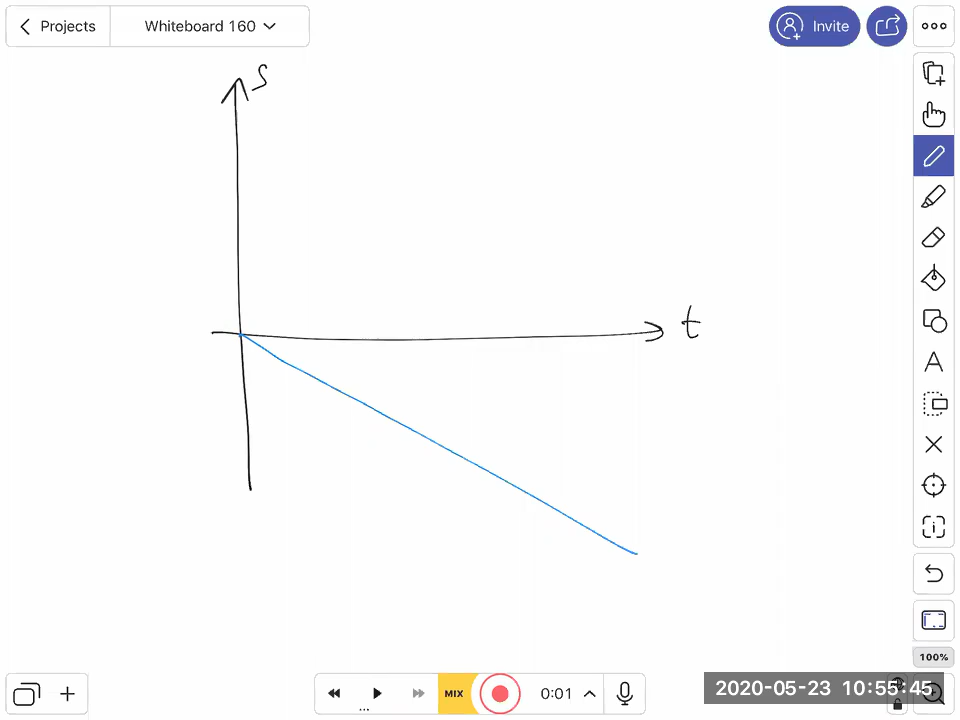 Projects
Whiteboard 160
Invite
s
t
A
100%
MIX
0:01
2020-05-23 10:55:45